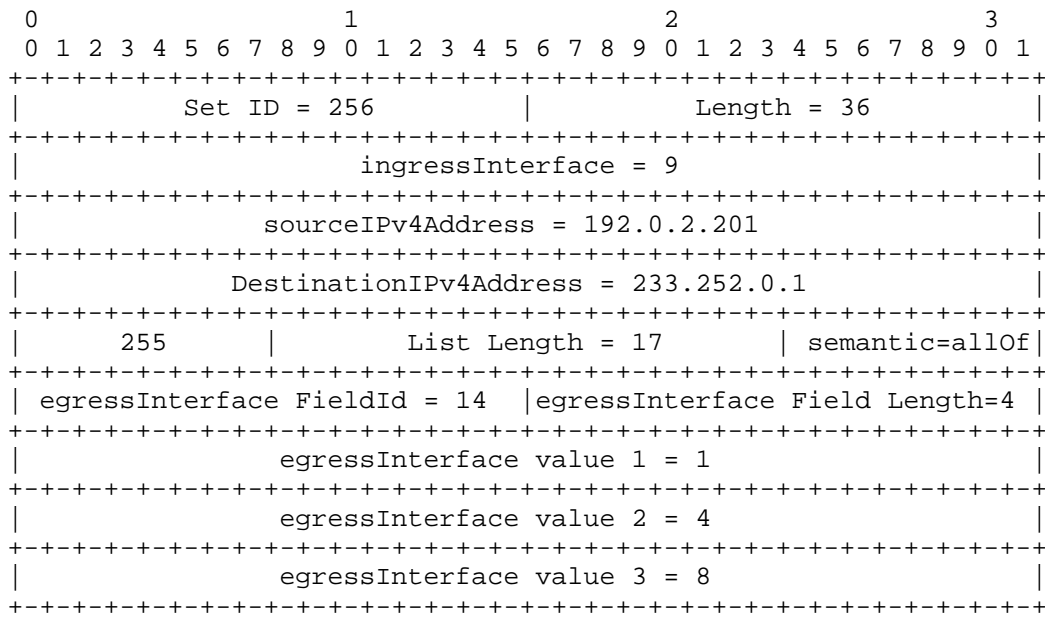 0                   1                   2                   3
 0 1 2 3 4 5 6 7 8 9 0 1 2 3 4 5 6 7 8 9 0 1 2 3 4 5 6 7 8 9 0 1
+-+-+-+-+-+-+-+-+-+-+-+-+-+-+-+-+-+-+-+-+-+-+-+-+-+-+-+-+-+-+-+-+
|          Set ID = 256         |          Length = 36          |
+-+-+-+-+-+-+-+-+-+-+-+-+-+-+-+-+-+-+-+-+-+-+-+-+-+-+-+-+-+-+-+-+
|                     ingressInterface = 9                      |
+-+-+-+-+-+-+-+-+-+-+-+-+-+-+-+-+-+-+-+-+-+-+-+-+-+-+-+-+-+-+-+-+
|               sourceIPv4Address = 192.0.2.201                 |
+-+-+-+-+-+-+-+-+-+-+-+-+-+-+-+-+-+-+-+-+-+-+-+-+-+-+-+-+-+-+-+-+
|             DestinationIPv4Address = 233.252.0.1              |
+-+-+-+-+-+-+-+-+-+-+-+-+-+-+-+-+-+-+-+-+-+-+-+-+-+-+-+-+-+-+-+-+
|      255      |        List Length = 17       | semantic=allOf|
+-+-+-+-+-+-+-+-+-+-+-+-+-+-+-+-+-+-+-+-+-+-+-+-+-+-+-+-+-+-+-+-+
| egressInterface FieldId = 14  |egressInterface Field Length=4 |
+-+-+-+-+-+-+-+-+-+-+-+-+-+-+-+-+-+-+-+-+-+-+-+-+-+-+-+-+-+-+-+-+
|                egressInterface value 1 = 1                    |
+-+-+-+-+-+-+-+-+-+-+-+-+-+-+-+-+-+-+-+-+-+-+-+-+-+-+-+-+-+-+-+-+
|                egressInterface value 2 = 4                    |
+-+-+-+-+-+-+-+-+-+-+-+-+-+-+-+-+-+-+-+-+-+-+-+-+-+-+-+-+-+-+-+-+
|                egressInterface value 3 = 8                    |
+-+-+-+-+-+-+-+-+-+-+-+-+-+-+-+-+-+-+-+-+-+-+-+-+-+-+-+-+-+-+-+-+